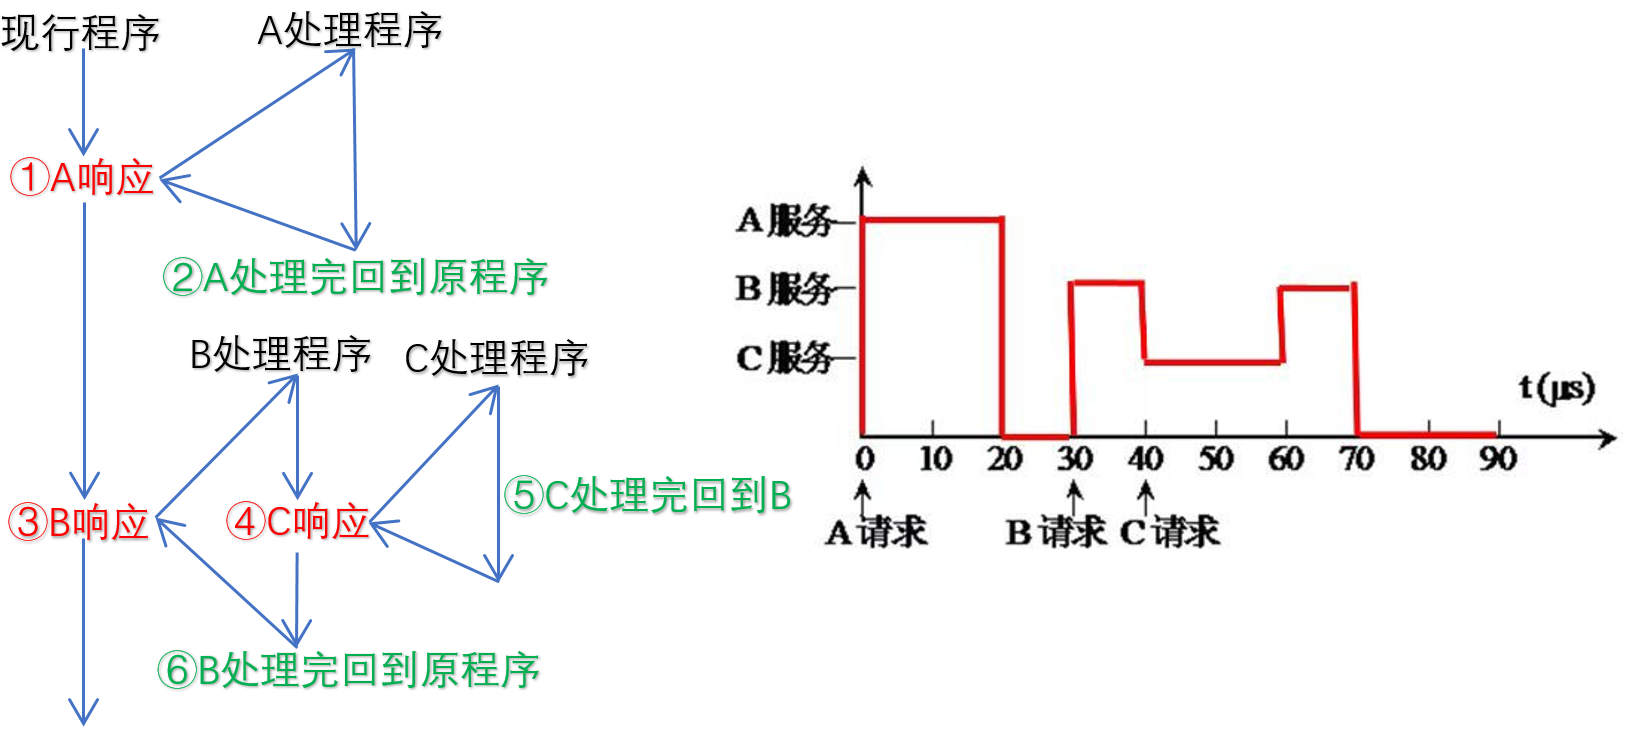 现行程序
A处理程序
①A响应
②A处理完回到原程序
B处理程序
C处理程序
③B响应
④C响应
⑤C处理完回到B
⑥B处理完回到原程序
A服务
B服务
C服务
t(μs)
0 10 20 30 40 50 60 70 80 90
A请求 B请求 C请求